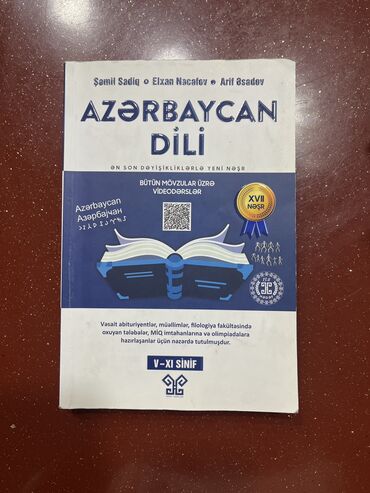 Şəmil Sadiq • Elxan Nəcəfov • Arif Əsədov
AZƏRBAYCAN
DİLİ
ƏN SON DƏYİŞİKLİKLƏRLƏ YENİ NƏŞR
BÜTÜN MÖVZULAR ÜZRƏ
VİDEODƏRSLƏR
Azərbaycan
Азәрбајҹан
XVII
NƏŞR
Vəsait abituriyentlər, müəllimlər, filologiya fakültəsində
oxuyan tələbələr, MİQ imtahanlarına və olimpiadalara
hazırlaşanlar üçün nəzərdə tutulmuşdur.
V-XI SİNİF